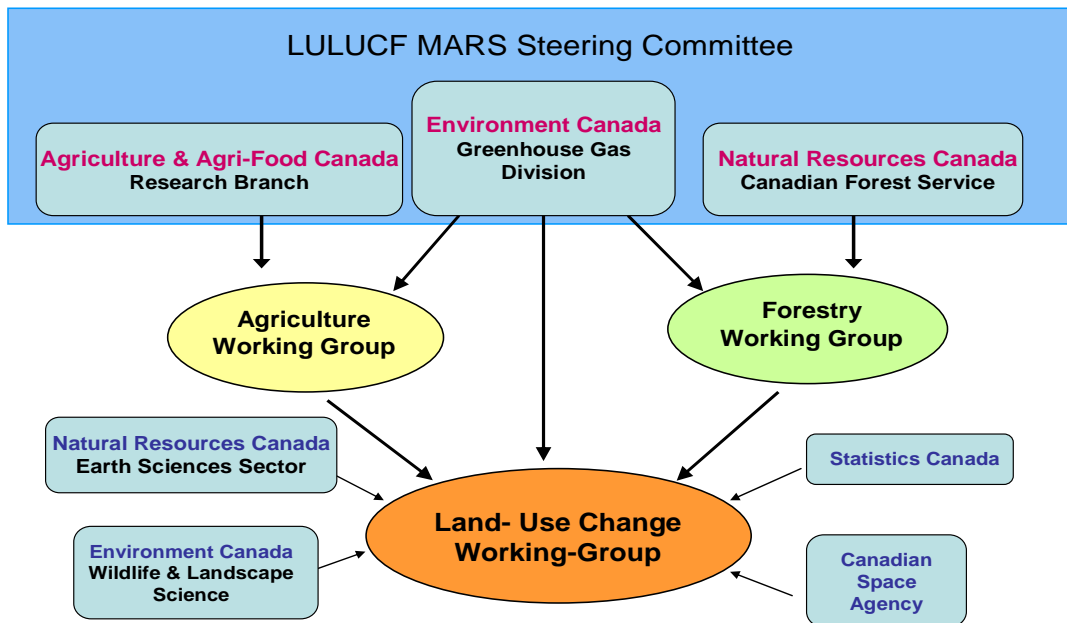 LULUCF MARS Steering Committee
Agriculture & Agri-Food Canada
Research Branch
Environment Canada
Greenhouse Gas
Division
Natural Resources Canada
Canadian Forest Service
Agriculture
Working Group
Forestry
Working Group
Natural Resources Canada
Earth Sciences Sector
Statistics Canada
Land- Use Change
Working-Group
Environment Canada
Wildlife & Landscape
Science
Canadian
Space
Agency